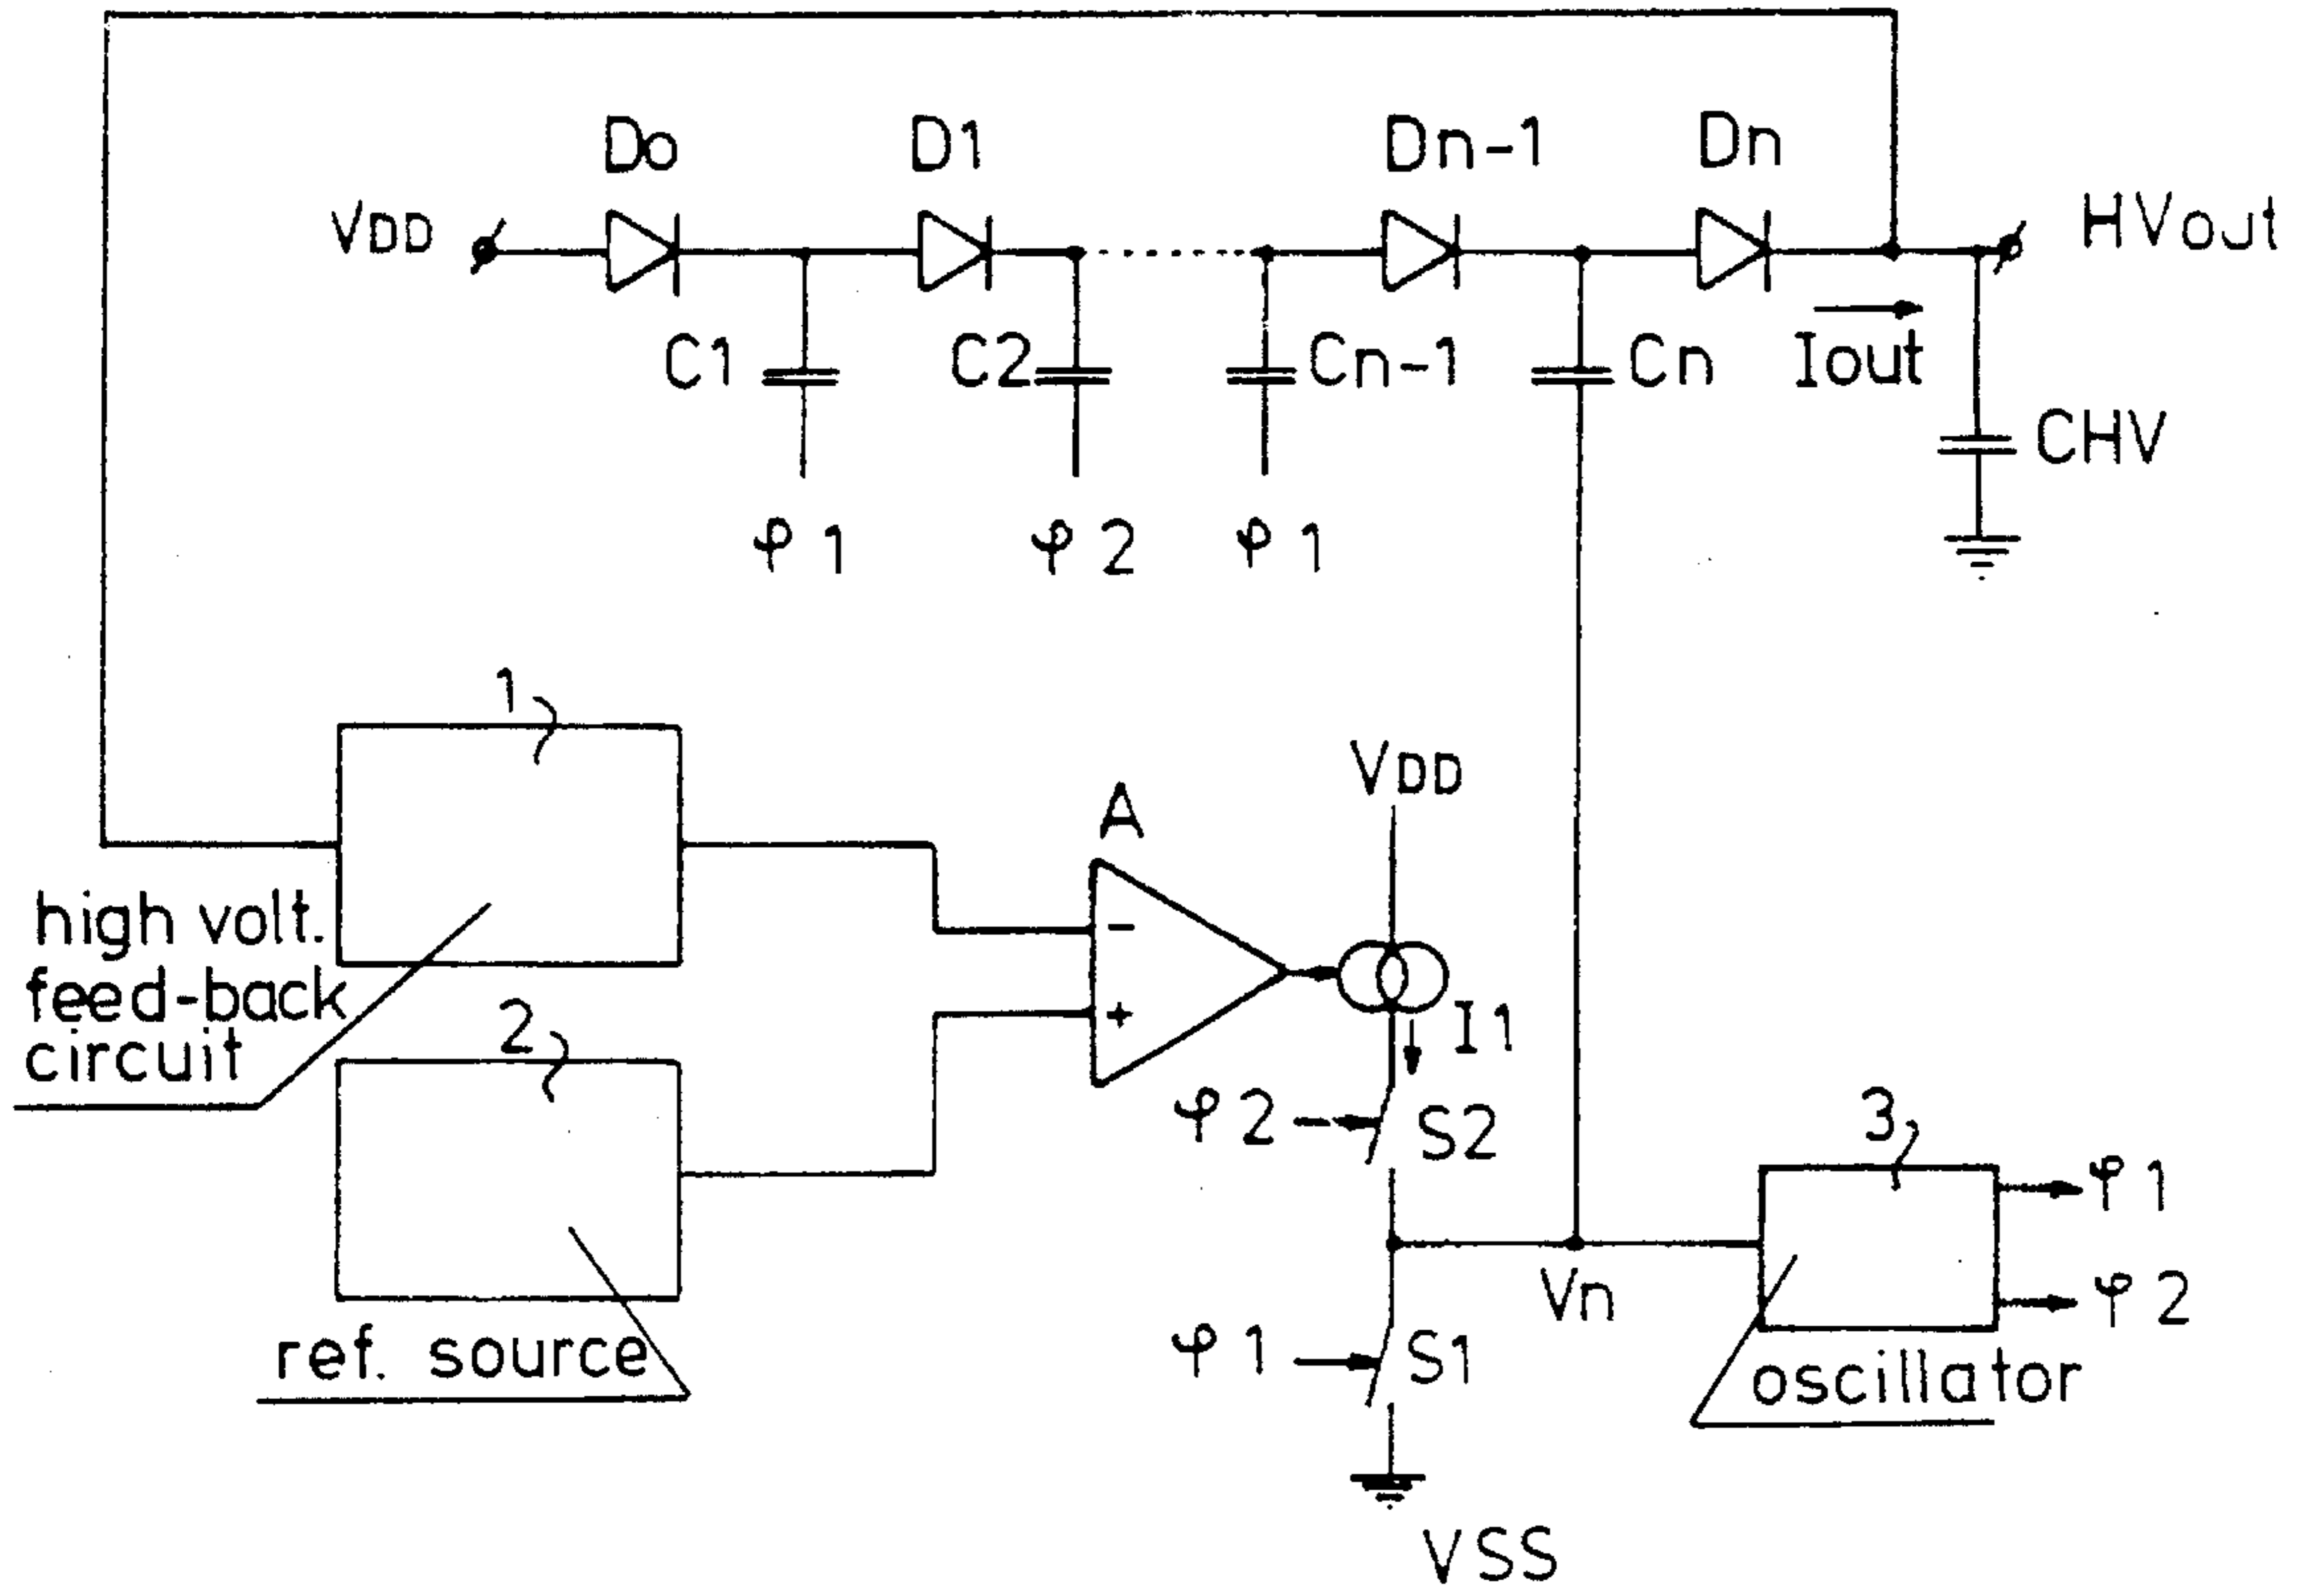 Do D1 Dn-1 Dn
VDD HVout
C1 C2 Cn-1 Cn Iout
CHV
φ1 φ2 φ1
1
VDD
A
high volt.
feed-back
circuit
-
+
I1
2
φ2 S2
3
φ1
φ2
Vn
ref. source
φ1 S1
oscillator
VSS